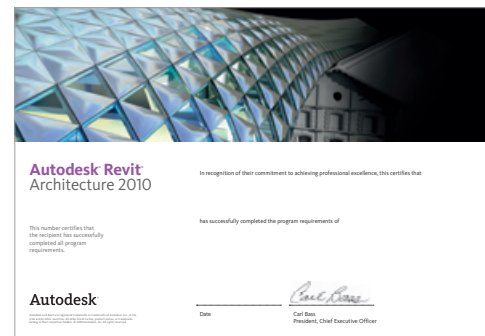 Autodesk® Revit®
Architecture 2010
In recognition of their commitment to achieving professional excellence, this certifies that
has successfully completed the program requirements of
This number certifies that
the recipient has successfully
completed all program
requirements.
Autodesk®
Carl Bass
Date
Carl Bass
President, Chief Executive Officer